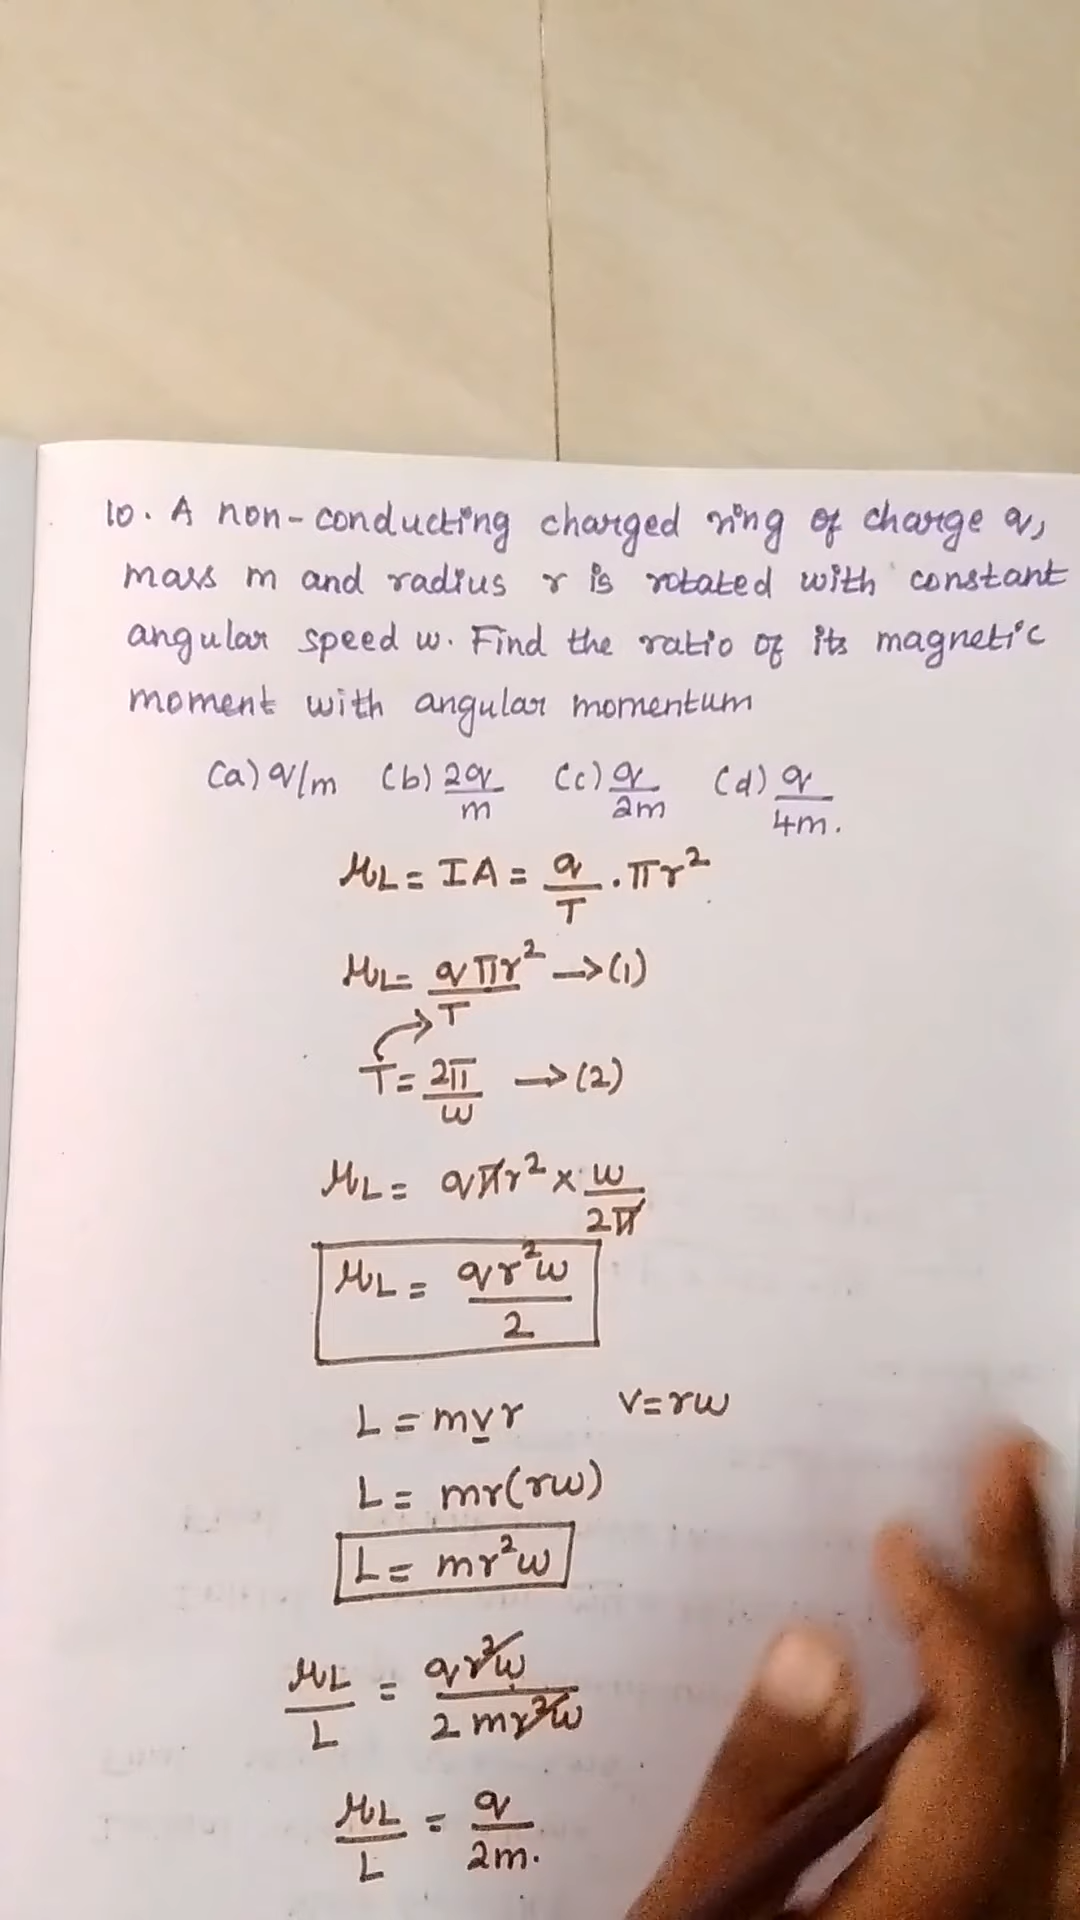 10. A non-conducting charged ring of charge q,
mass m and radius r is rotated with constant
angular speed w. Find the ratio of its magnetic
moment with angular momentum
(a) q/m (b) 2q/m (c) q/2m (d) q/4m.
μL = IA = q/T . πr²
μL = qπr²/T → (1)
T = 2π/ω → (2)
μL = qπr² × ω/2π
μL = qr²ω/2
L = mvr v = rω
L = mr(rω)
L = mr²ω
μL/L = qr²ω/2mr²ω
μL/L = q/2m.